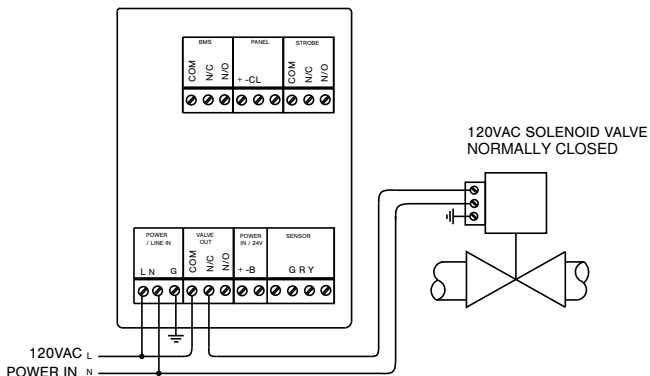 BMS PANEL STROBE
COM N/C N/O + -CL COM N/C N/O
120VAC SOLENOID VALVE
NORMALLY CLOSED
POWER / LINE IN
VALVE OUT
POWER IN / 24V
SENSOR
L N G COM N/C N/O + -B G R Y
120VAC L
POWER IN N